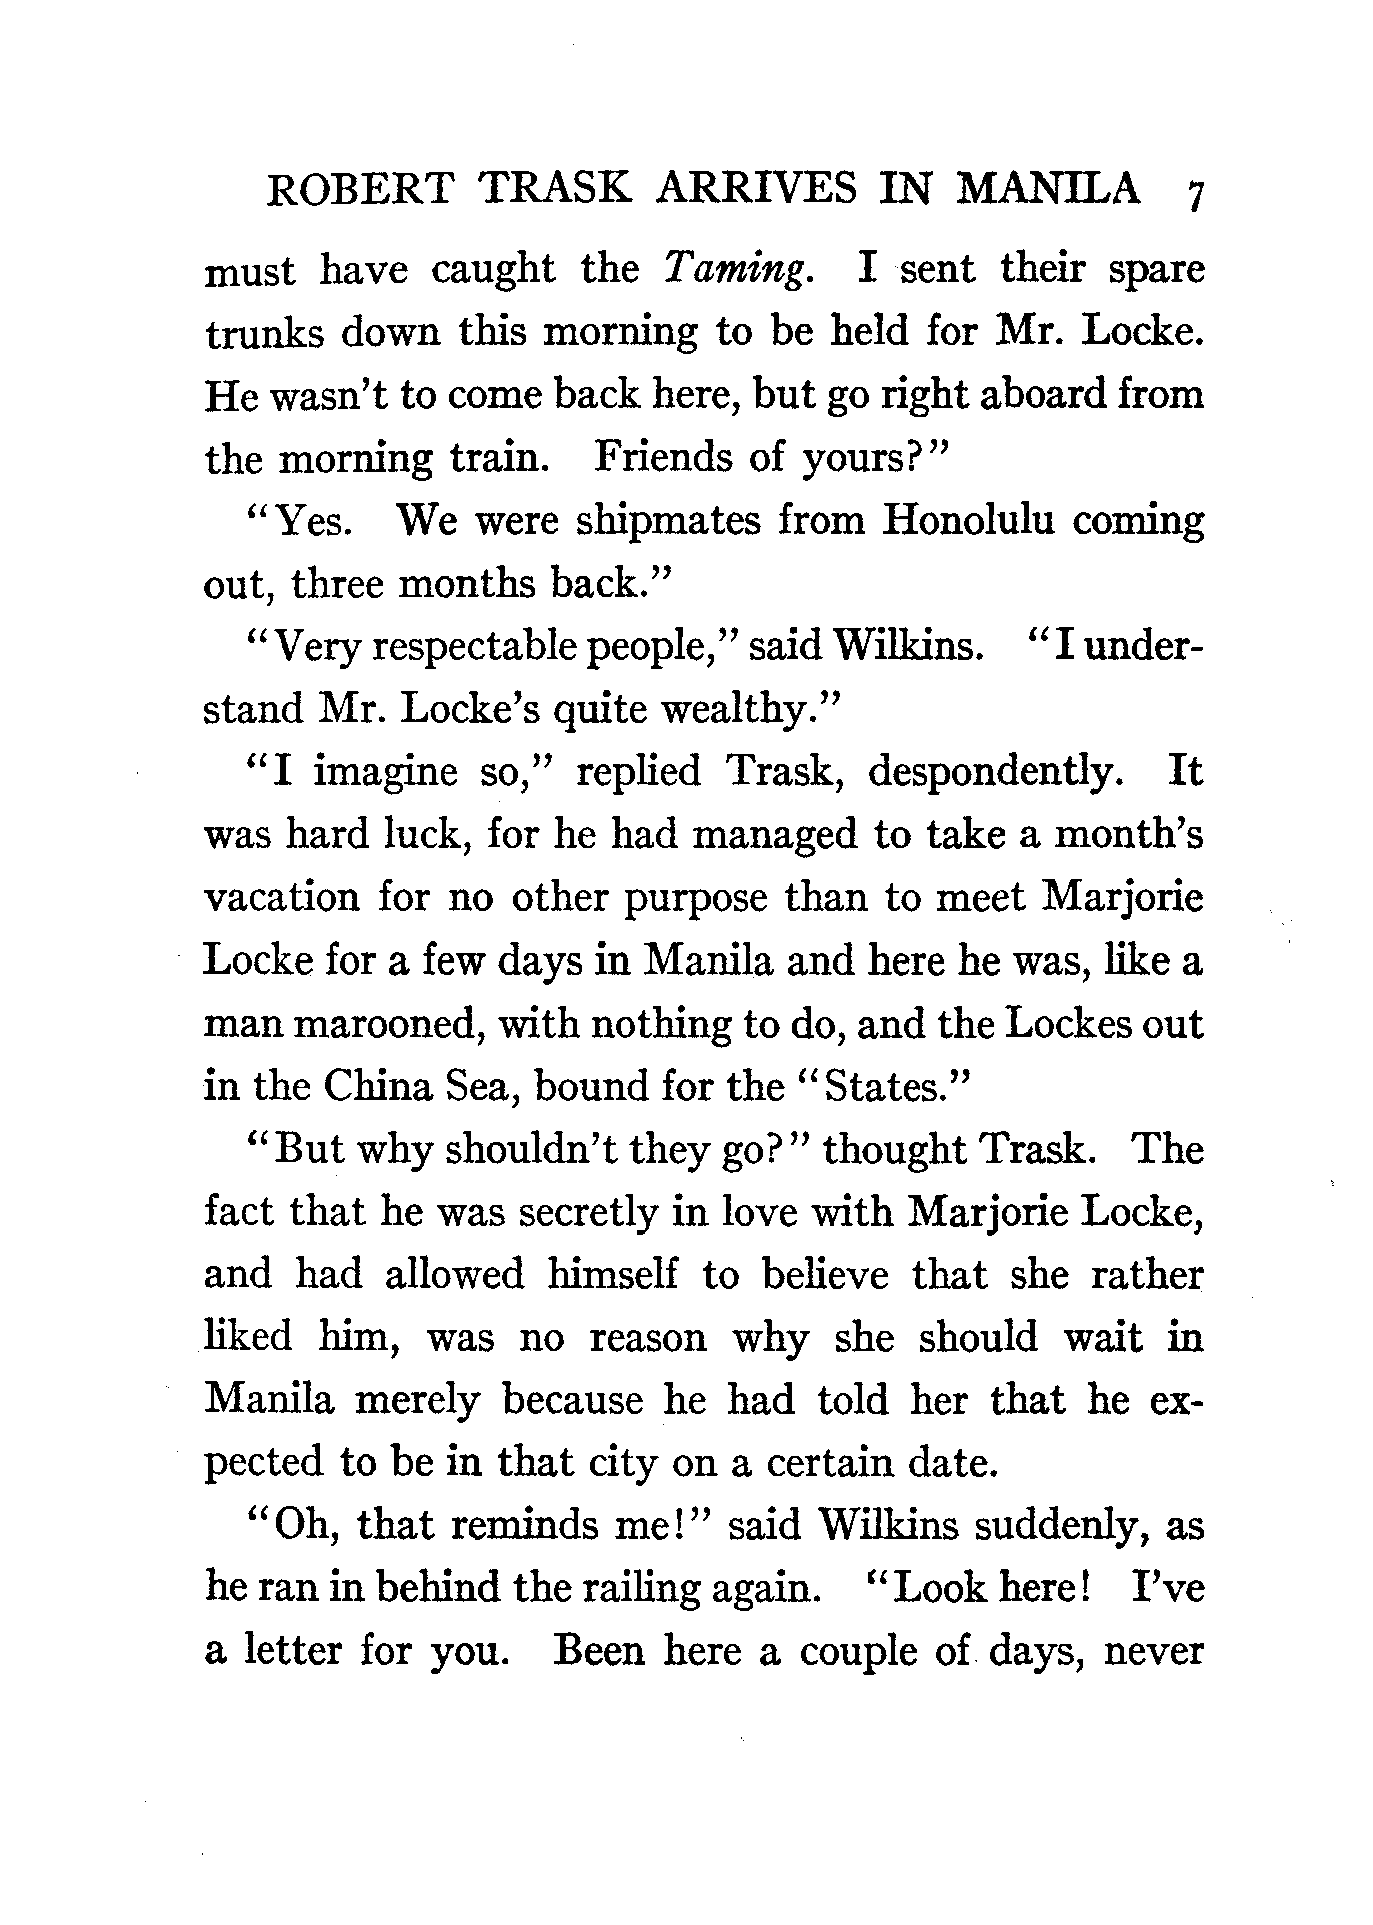 ROBERT TRASK ARRIVES IN MANILA 7
must have caught the Taming. I sent their spare
trunks down this morning to be held for Mr. Locke.
He wasn't to come back here, but go right aboard from
the morning train. Friends of yours?"
"Yes. We were shipmates from Honolulu coming
out, three months back."
"Very respectable people," said Wilkins. "I under-
stand Mr. Locke's quite wealthy."
"I imagine so," replied Trask, despondently. It
was hard luck, for he had managed to take a month's
vacation for no other purpose than to meet Marjorie
Locke for a few days in Manila and here he was, like a
man marooned, with nothing to do, and the Lockes out
in the China Sea, bound for the "States."
"But why shouldn't they go?" thought Trask. The
fact that he was secretly in love with Marjorie Locke,
and had allowed himself to believe that she rather
liked him, was no reason why she should wait in
Manila merely because he had told her that he ex-
pected to be in that city on a certain date.
"Oh, that reminds me!" said Wilkins suddenly, as
he ran in behind the railing again. "Look here! I've
a letter for you. Been here a couple of days, never